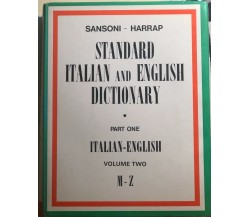 SANSONI - HARRAP
STANDARD
ITALIAN AND ENGLISH
DICTIONARY
•
PART ONE
ITALIAN-ENGLISH
VOLUME TWO
M-Z